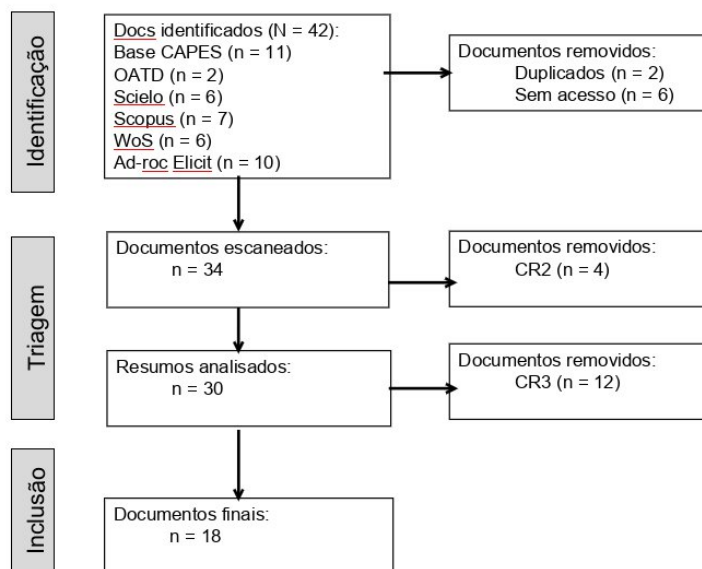 Identificação
Docs identificados (N = 42):
Base CAPES (n = 11)
OATD (n = 2)
Scielo (n = 6)
Scopus (n = 7)
WoS (n = 6)
Ad-roc Elicit (n = 10)
Documentos removidos:
Duplicados (n = 2)
Sem acesso (n = 6)
Triagem
Documentos escaneados:
n = 34
Documentos removidos:
CR2 (n = 4)
Resumos analisados:
n = 30
Documentos removidos:
CR3 (n = 12)
Inclusão
Documentos finais:
n = 18